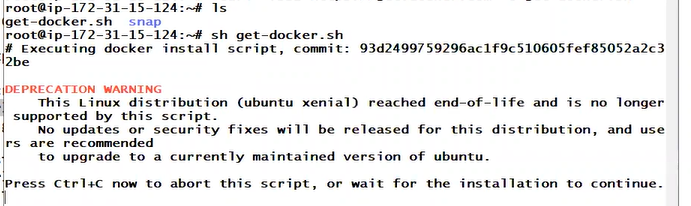 root@ip-172-31-15-124:~# ls
get-docker.sh  snap
root@ip-172-31-15-124:~# sh get-docker.sh
# Executing docker install script, commit: 93d2499759296ac1f9c510605fef85052a2c3
2be
DEPRECATION WARNING
    This Linux distribution (ubuntu xenial) reached end-of-life and is no longer
 supported by this script.
    No updates or security fixes will be released for this distribution, and use
rs are recommended
    to upgrade to a currently maintained version of ubuntu.
Press Ctrl+C now to abort this script, or wait for the installation to continue.